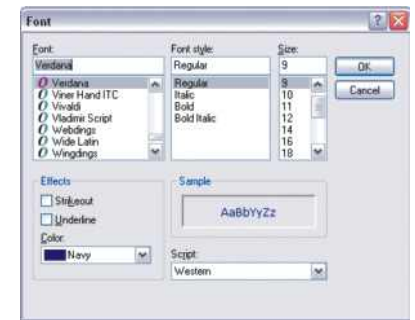 Font
Font: Font style: Size:
Verdana Regular 9 OK
Verdana Regular 9 Cancel
Viner Hand ITC Italic 10
Vivaldi Bold 11
Vladimir Script Bold Italic 12
Webdings 14
Wide Latin 16
Wingdings 18
Effects Sample
Strikeout
Underline AaBbYyZz
Color:
Navy Script:
Western